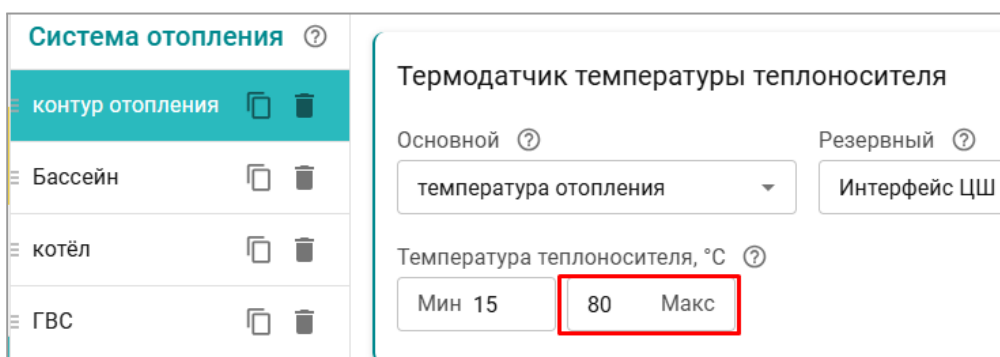 Система отопления
контур отопления
Бассейн
котёл
ГВС
Термодатчик температуры теплоносителя
Основной
Резервный
температура отопления
Интерфейс ЦШ
Температура теплоносителя, °C
Мин 15
80 Макс